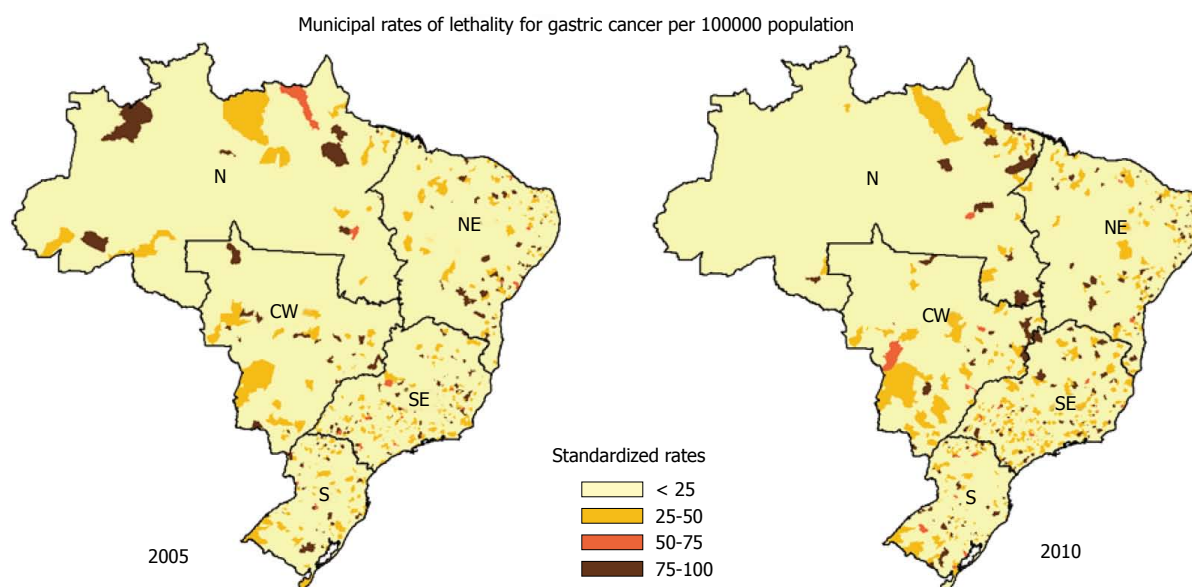 Municipal rates of lethality for gastric cancer per 100000 population
N
NE
CW
SE
S
2005
N
NE
CW
SE
S
2010
Standardized rates
< 25
25-50
50-75
75-100